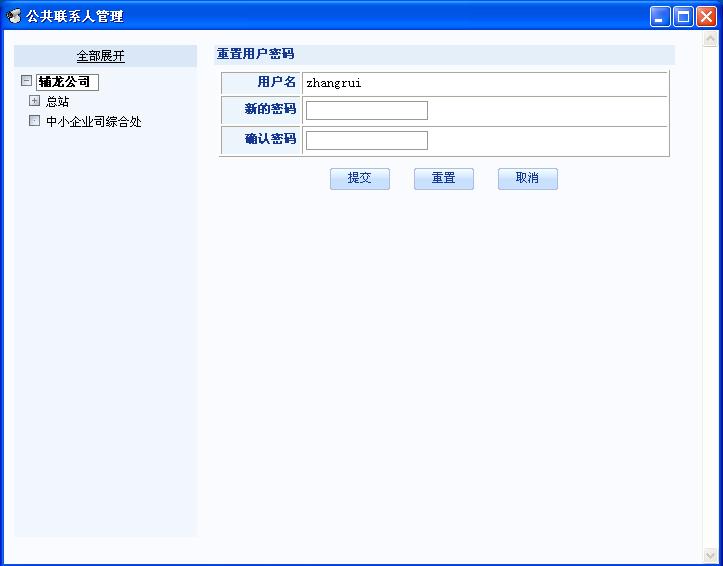 公共联系人管理
全部展开
辅龙公司
总站
中小企业司综合处
重置用户密码
用户名 zhangrui
新的密码
确认密码
提交 重置 取消